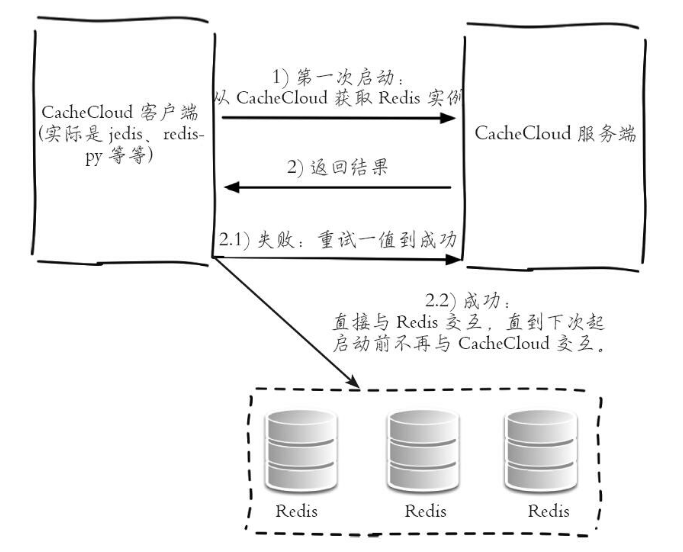 1) 第一次启动:
从 CacheCloud 获取 Redis 实例
CacheCloud 客户端
(实际是 jedis、redis-
py 等等)
CacheCloud 服务端
2) 返回结果
2.1) 失败: 重试一值到成功
2.2) 成功:
直接与 Redis 交互, 直到下次起
启动前不再与 CacheCloud 交互。
Redis
Redis
Redis